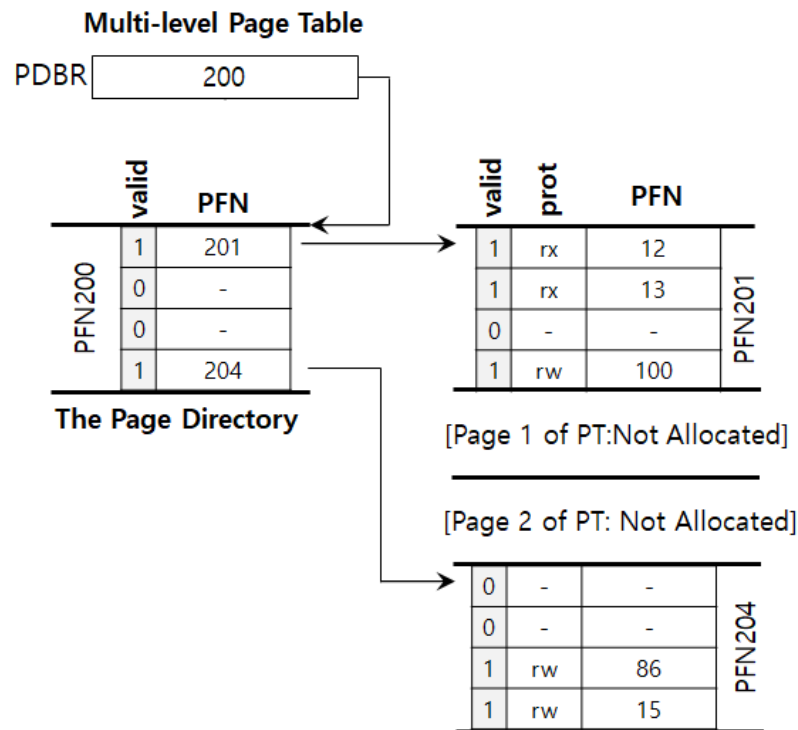 Multi-level Page Table
PDBR 200
valid PFN
PFN200
1 201
0 -
0 -
1 204
The Page Directory
valid prot PFN
1 rx 12
1 rx 13
0 - -
1 rw 100
PFN201
[Page 1 of PT:Not Allocated]
[Page 2 of PT: Not Allocated]
0 - -
0 - -
1 rw 86
1 rw 15
PFN204